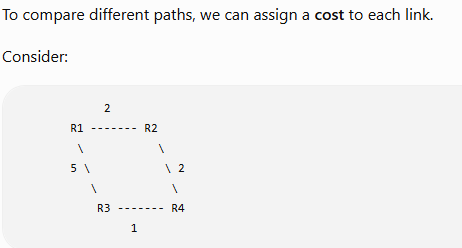 To compare different paths, we can assign a cost to each link.
Consider:
2
R1 ------- R2
\ \
5 \ \ 2
\ \
R3 ------- R4
1